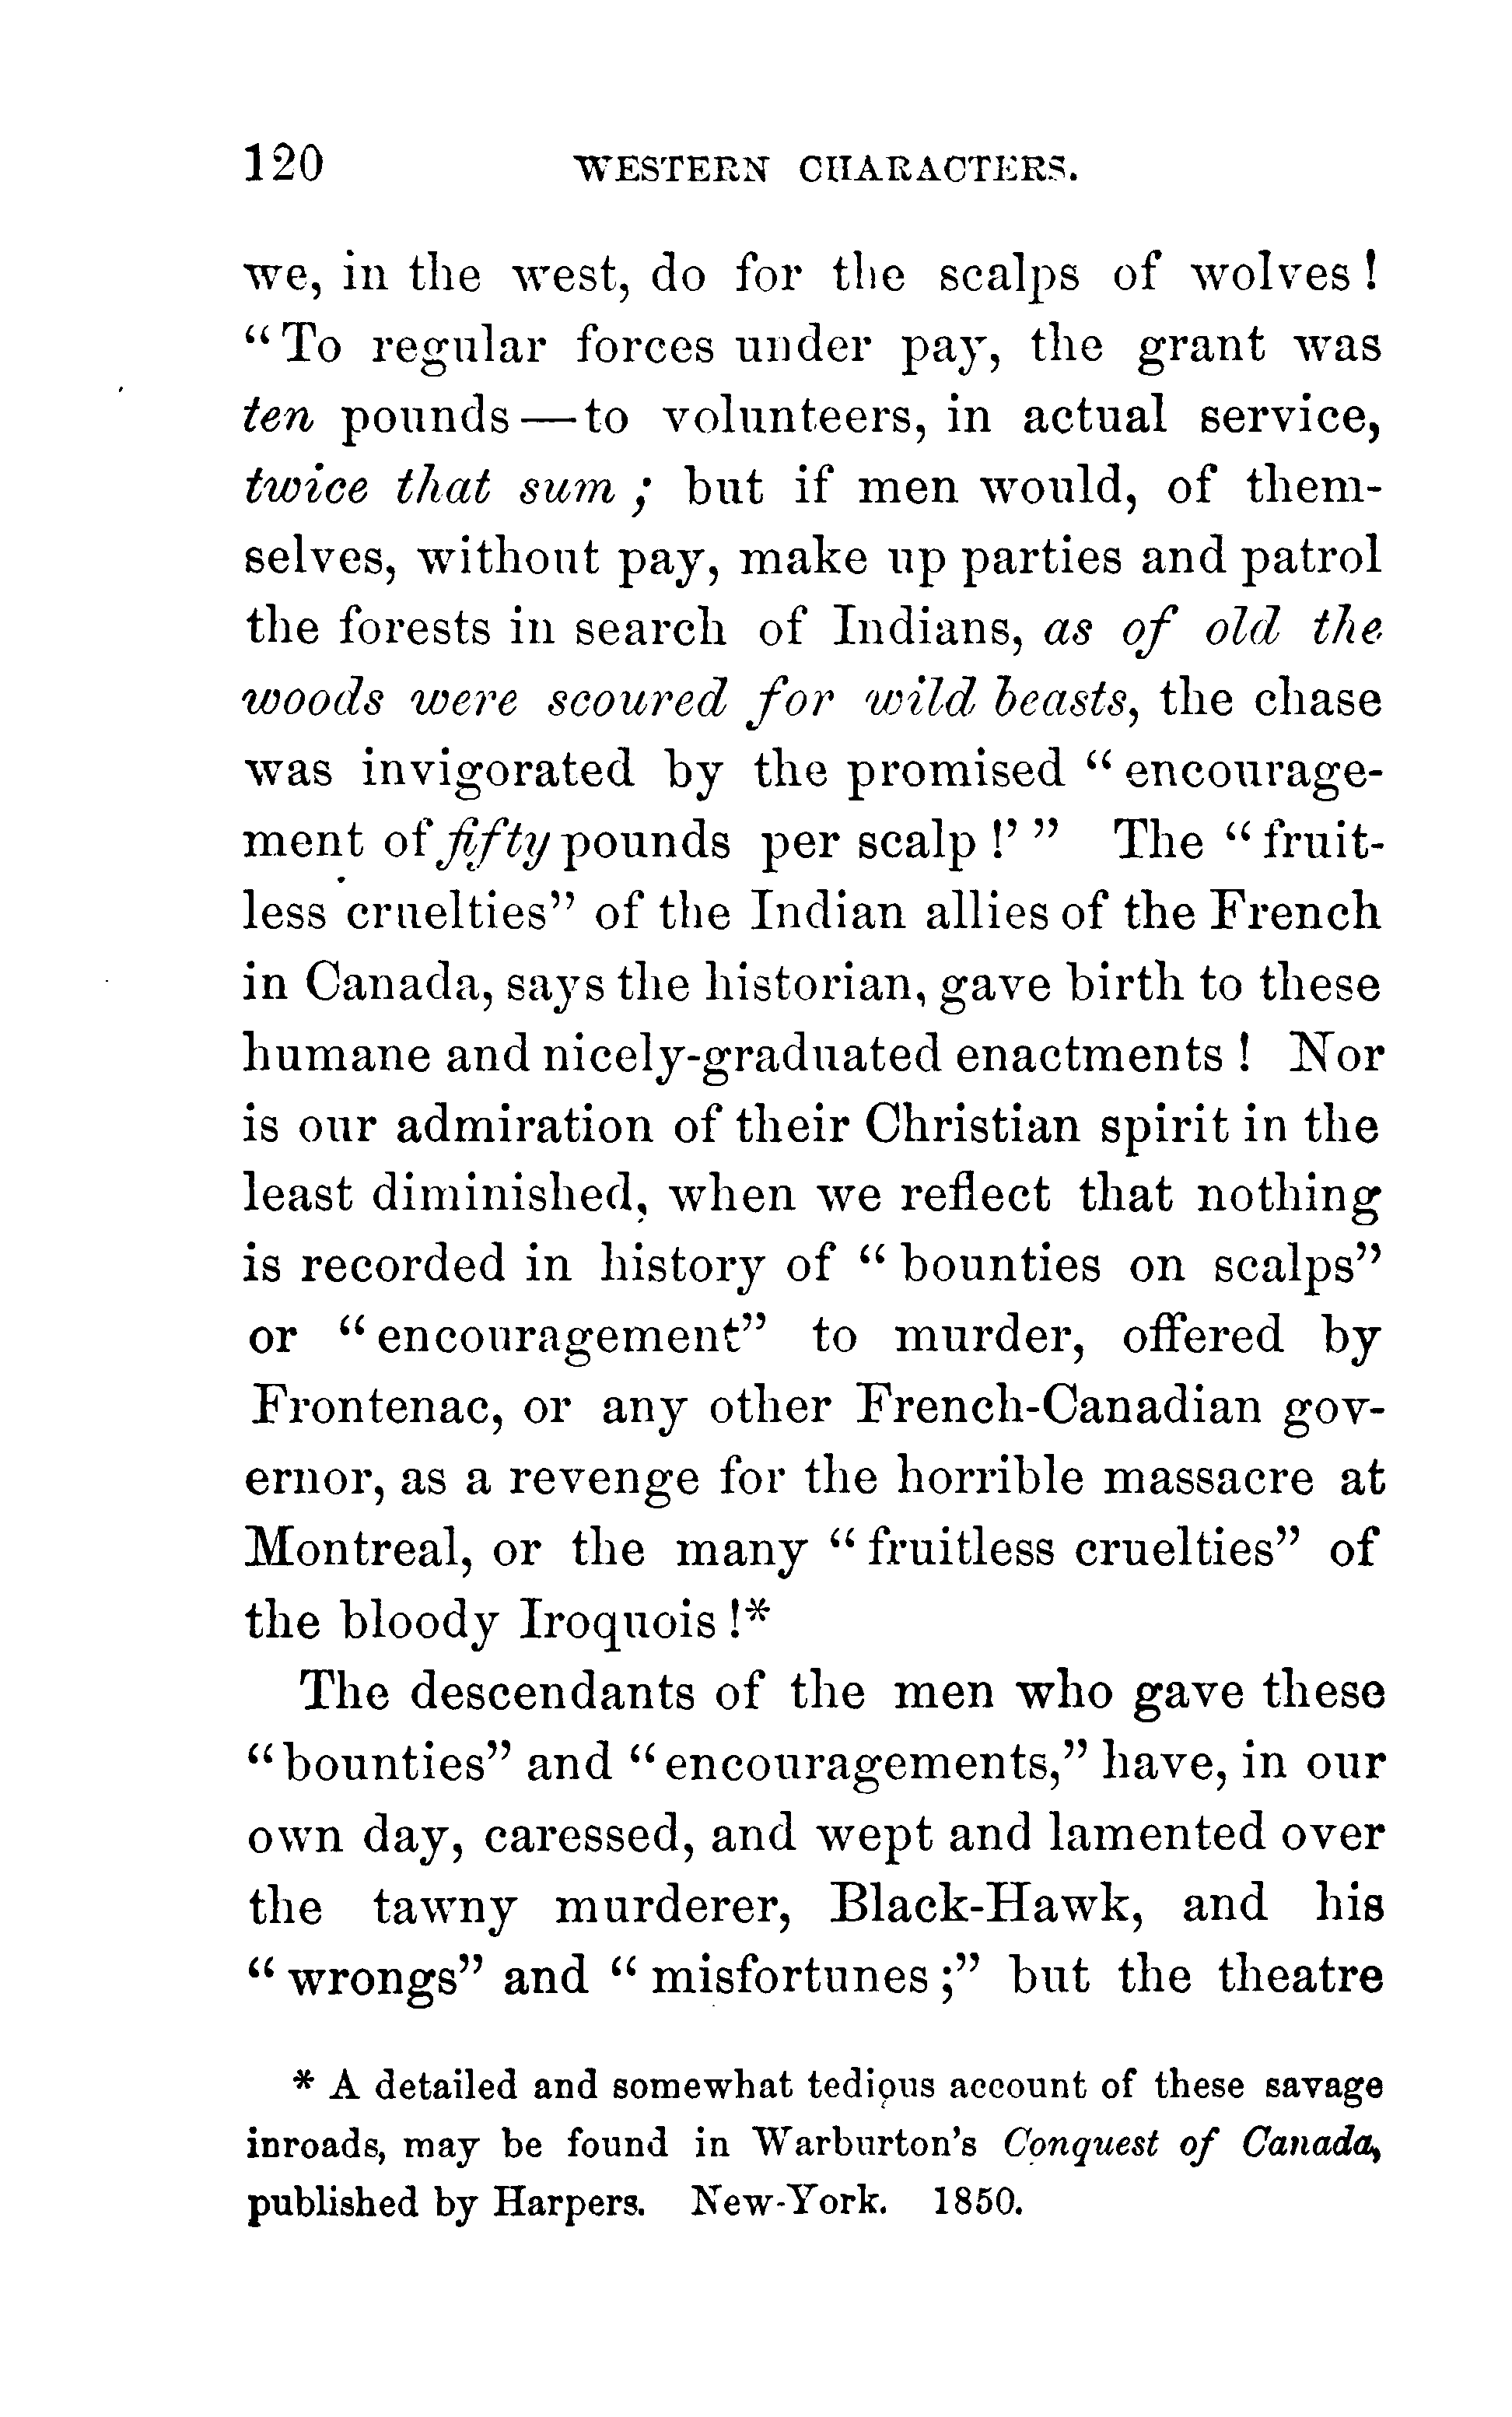 120 WESTERN CHARACTERS.
we, in the west, do for the scalps of wolves!
"To regular forces under pay, the grant was
ten pounds—to volunteers, in actual service,
twice that sum; but if men would, of them-
selves, without pay, make up parties and patrol
the forests in search of Indians, as of old the
woods were scoured for wild beasts, the chase
was invigorated by the promised "encourage-
ment of fifty pounds per scalp!' " The "fruit-
less cruelties" of the Indian allies of the French
in Canada, says the historian, gave birth to these
humane and nicely-graduated enactments! Nor
is our admiration of their Christian spirit in the
least diminished, when we reflect that nothing
is recorded in history of "bounties on scalps"
or "encouragement" to murder, offered by
Frontenac, or any other French-Canadian gov-
ernor, as a revenge for the horrible massacre at
Montreal, or the many "fruitless cruelties" of
the bloody Iroquois!*
The descendants of the men who gave these
"bounties" and "encouragements," have, in our
own day, caressed, and wept and lamented over
the tawny murderer, Black-Hawk, and his
"wrongs" and "misfortunes;" but the theatre
* A detailed and somewhat tedious account of these savage
inroads, may be found in Warburton's Conquest of Canada,
published by Harpers. New-York. 1850.